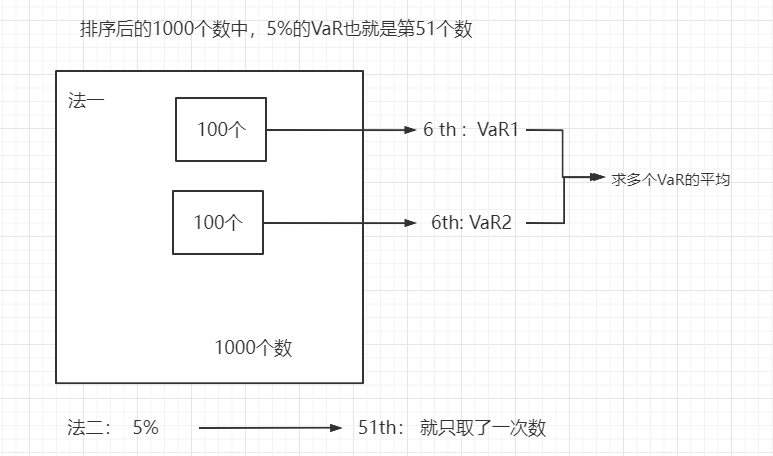 排序后的1000个数中，5%的VaR也就是第51个数
法一
100个
6 th： VaR1
求多个VaR的平均
100个
6th: VaR2
1000个数
法二： 5%
51th： 就只取了一次数